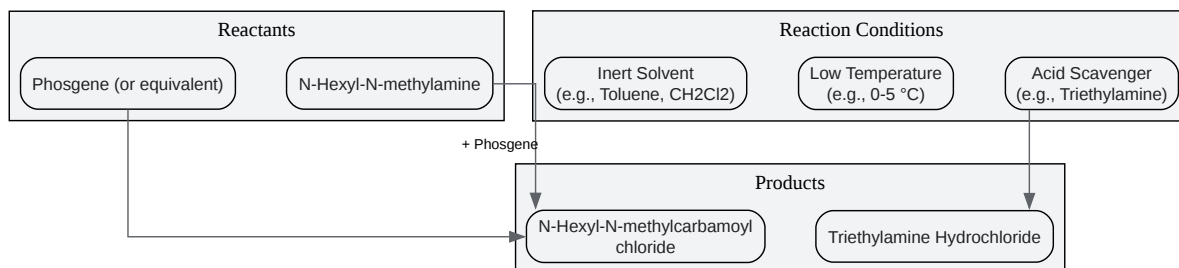 Reactants
Phosgene (or equivalent)
N-Hexyl-N-methylamine
Reaction Conditions
Inert Solvent
(e.g., Toluene, CH2Cl2)
Low Temperature
(e.g., 0-5 °C)
Acid Scavenger
(e.g., Triethylamine)
+ Phosgene
Products
N-Hexyl-N-methylcarbamoyl
chloride
Triethylamine Hydrochloride